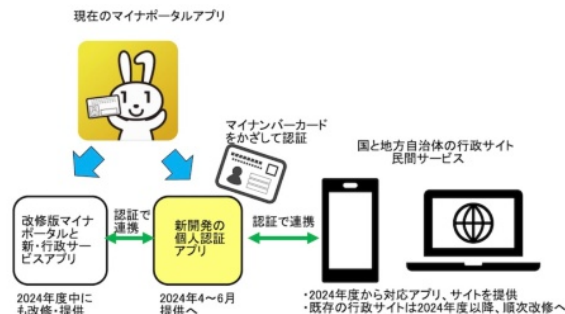 現在のマイナポータルアプリ
マイナンバーカード
をかざして認証
国と地方自治体の行政サイト
民間サービス
改修版マイナ
ポータルと
新・行政サー
ビスアプリ
認証で
連携
新開発の
個人認証
アプリ
認証で連携
2024年度中に
も改修・提供
2024年4～6月
提供へ
・2024年度から対応アプリ、サイトを提供
・既存の行政サイトは2024年度以降、順次改修へ